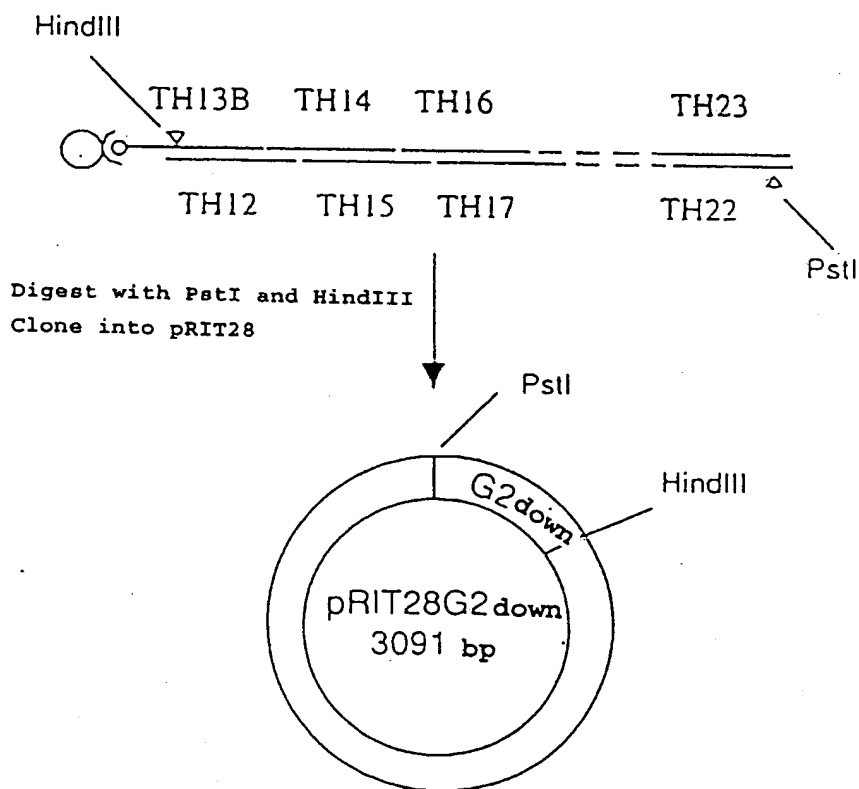 HindIII
TH13B TH14 TH16 TH23
TH12 TH15 TH17 TH22
PstI
Digest with PstI and HindIII
Clone into pRIT28
PstI
G2down
HindIII
pRIT28G2down
3091 bp